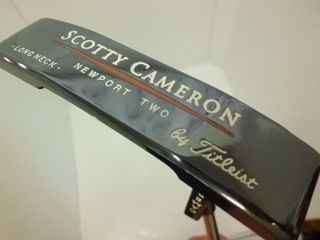 SCOTTY CAMERON
·LONG NECK· NEWPORT TWO
by Titleist